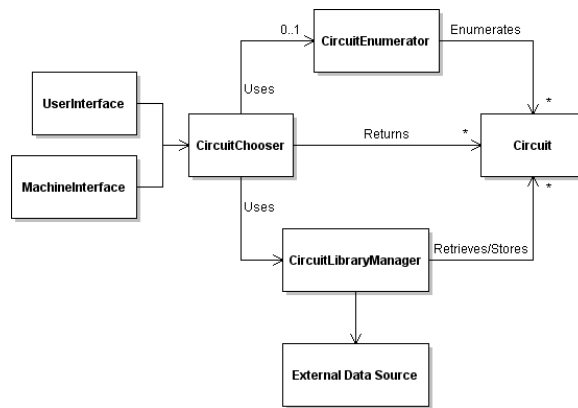 0..1
CircuitEnumerator
Enumerates
*
Uses
UserInterface
CircuitChooser
Returns
*
Circuit
MachineInterface
*
Uses
CircuitLibraryManager
Retrieves/Stores
External Data Source